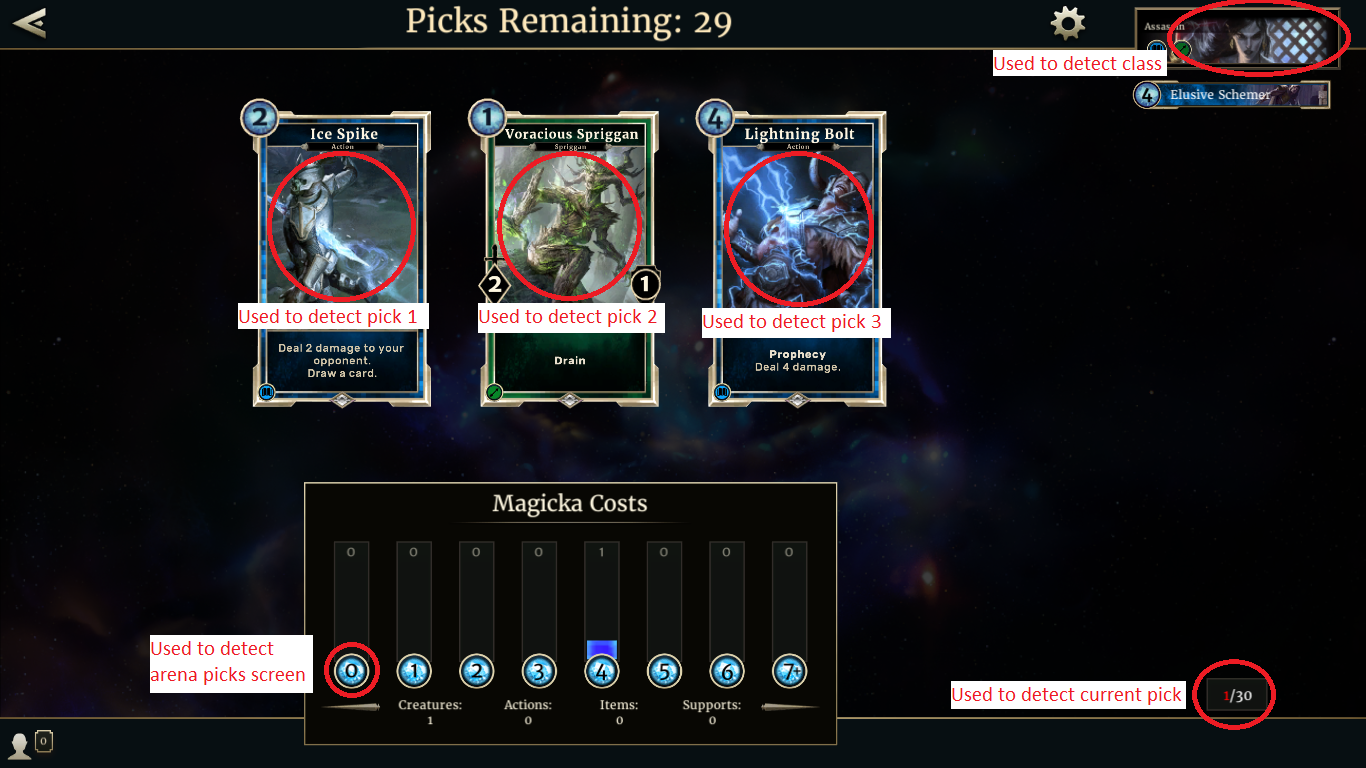 Picks Remaining: 29
Assassin
Used to detect class
4
Elusive Schemer
2
Ice Spike
Action
Used to detect pick 1
Deal 2 damage to your
opponent.
Draw a card.
1
Voracious Spriggan
Spriggan
2
1
Used to detect pick 2
Drain
4
Lightning Bolt
Action
Used to detect pick 3
Prophecy
Deal 4 damage.
Magicka Costs
0 0 0 0 1 0 0 0
Used to detect
arena picks screen
0 1 2 3 4 5 6 7+
Creatures: Actions: Items: Supports:
1 0 0 0
Used to detect current pick
1/30
0